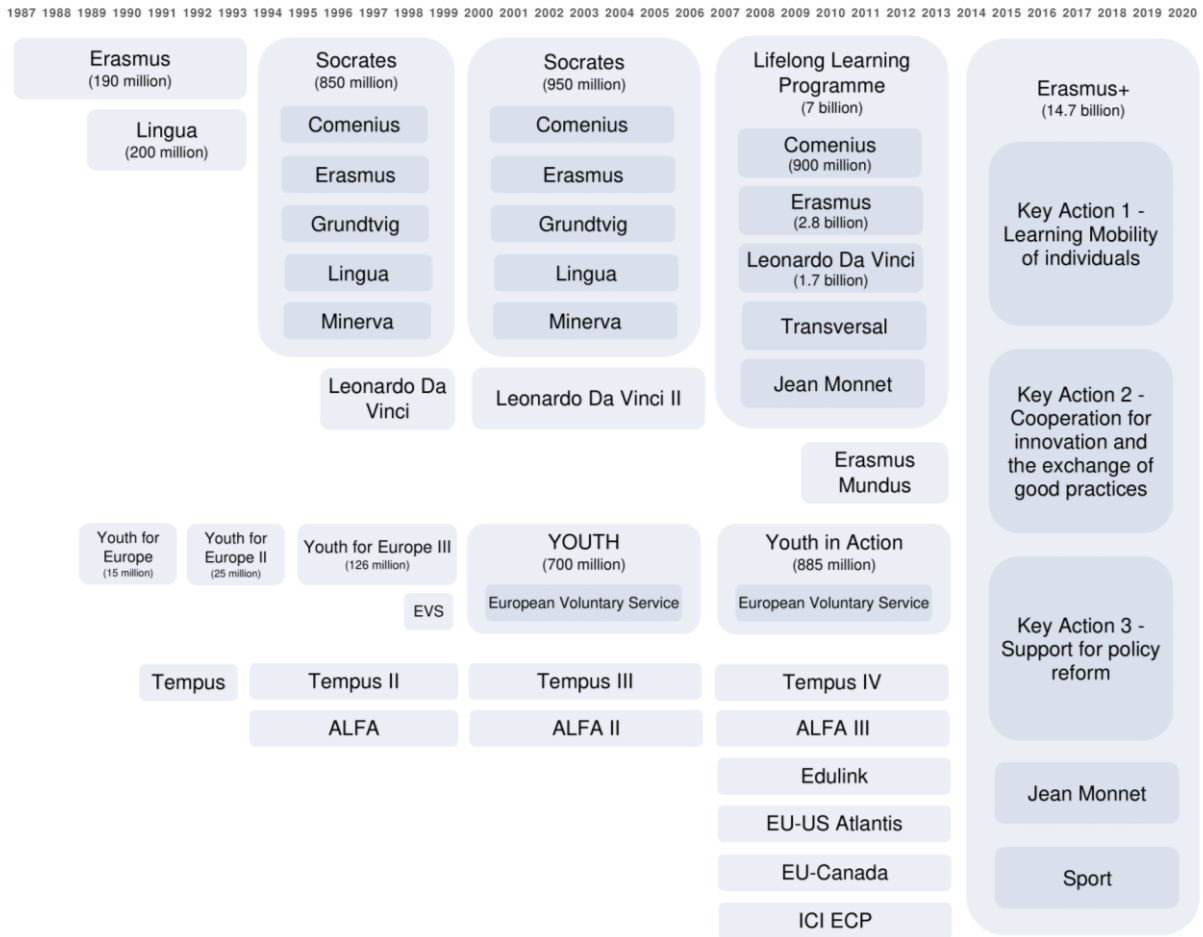 1987 1988 1989 1990 1991 1992 1993 1994 1995 1996 1997 1998 1999 2000 2001 2002 2003 2004 2005 2006 2007 2008 2009 2010 2011 2012 2013 2014 2015 2016 2017 2018 2019 2020
Erasmus
(190 million)
Lingua
(200 million)
Socrates
(850 million)
Comenius
Erasmus
Grundtvig
Lingua
Minerva
Leonardo Da
Vinci
Socrates
(950 million)
Comenius
Erasmus
Grundtvig
Lingua
Minerva
Leonardo Da Vinci II
Lifelong Learning
Programme
(7 billion)
Comenius
(900 million)
Erasmus
(2.8 billion)
Leonardo Da Vinci
(1.7 billion)
Transversal
Jean Monnet
Erasmus
Mundus
Youth for
Europe
(15 million)
Youth for
Europe II
(25 million)
Youth for Europe III
(126 million)
EVS
YOUTH
(700 million)
European Voluntary Service
Youth in Action
(885 million)
European Voluntary Service
Tempus
Tempus II
Tempus III
Tempus IV
ALFA
ALFA II
ALFA III
Edulink
EU-US Atlantis
EU-Canada
ICI ECP
Erasmus+
(14.7 billion)
Key Action 1 -
Learning Mobility
of individuals
Key Action 2 -
Cooperation for
innovation and
the exchange of
good practices
Key Action 3 -
Support for policy
reform
Jean Monnet
Sport